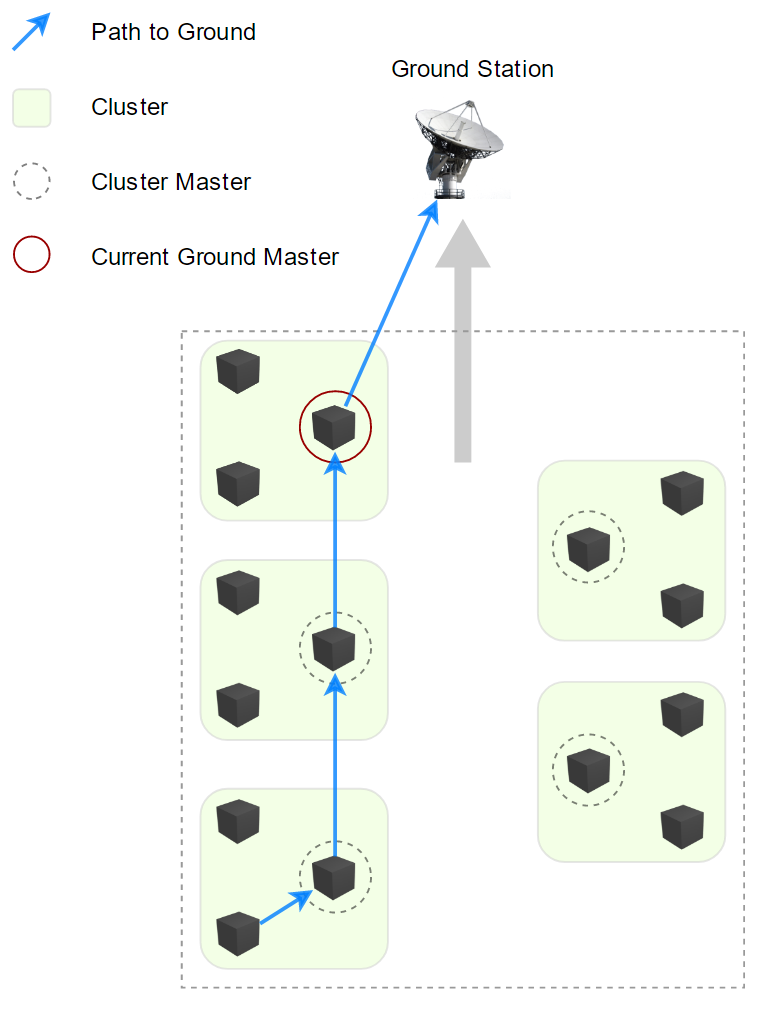 Path to Ground
Ground Station
Cluster
Cluster Master
Current Ground Master